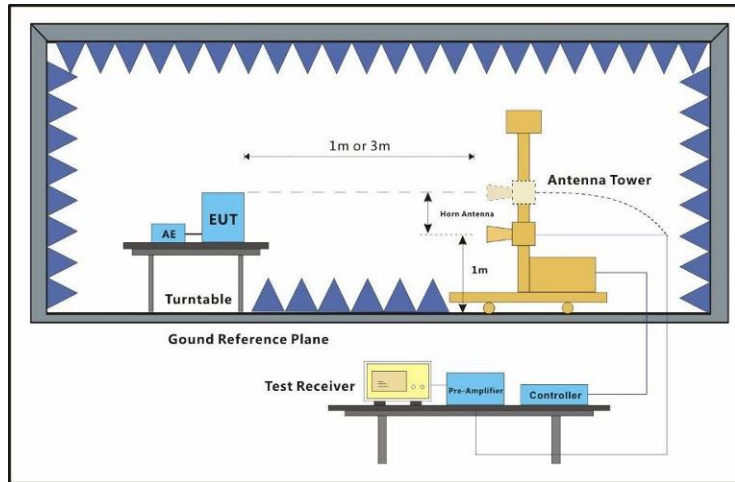 1m or 3m
Antenna Tower
Horn Antenna
EUT
AE
1m
Turntable
Gound Reference Plane
Test Receiver
Pre-Amplifier
Controller